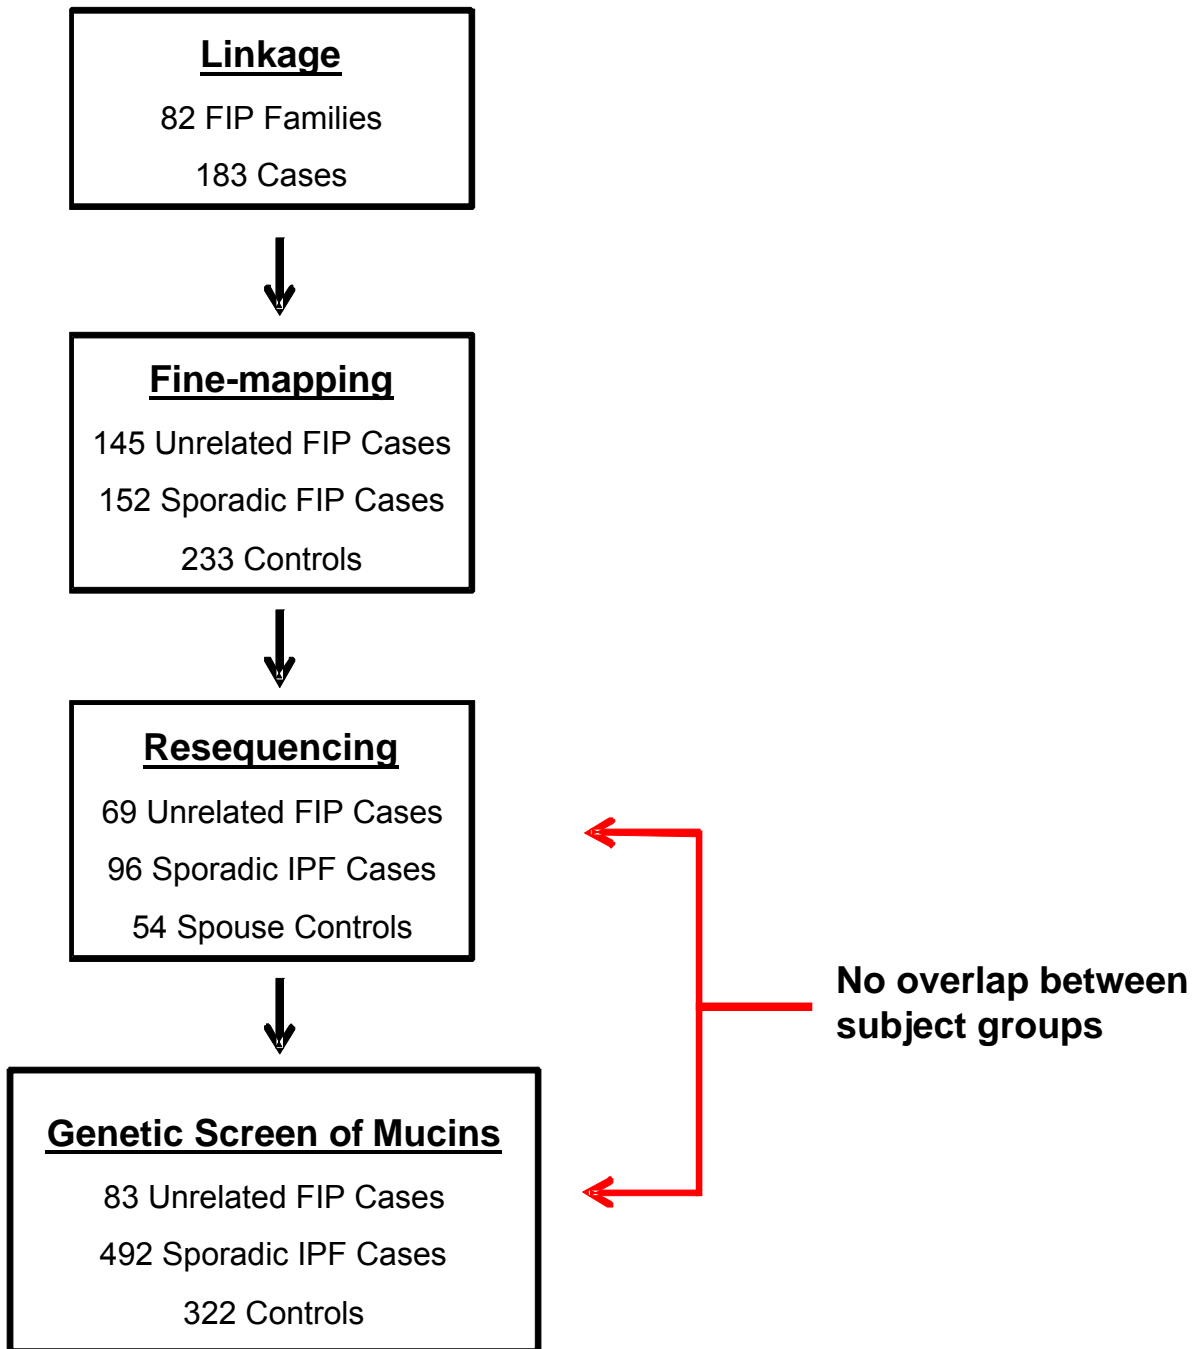 Linkage
82 FIP Families
183 Cases
Fine-mapping
145 Unrelated FIP Cases
152 Sporadic FIP Cases
233 Controls
Resequencing
69 Unrelated FIP Cases
96 Sporadic IPF Cases
54 Spouse Controls
No overlap between
subject groups
Genetic Screen of Mucins
83 Unrelated FIP Cases
492 Sporadic IPF Cases
322 Controls